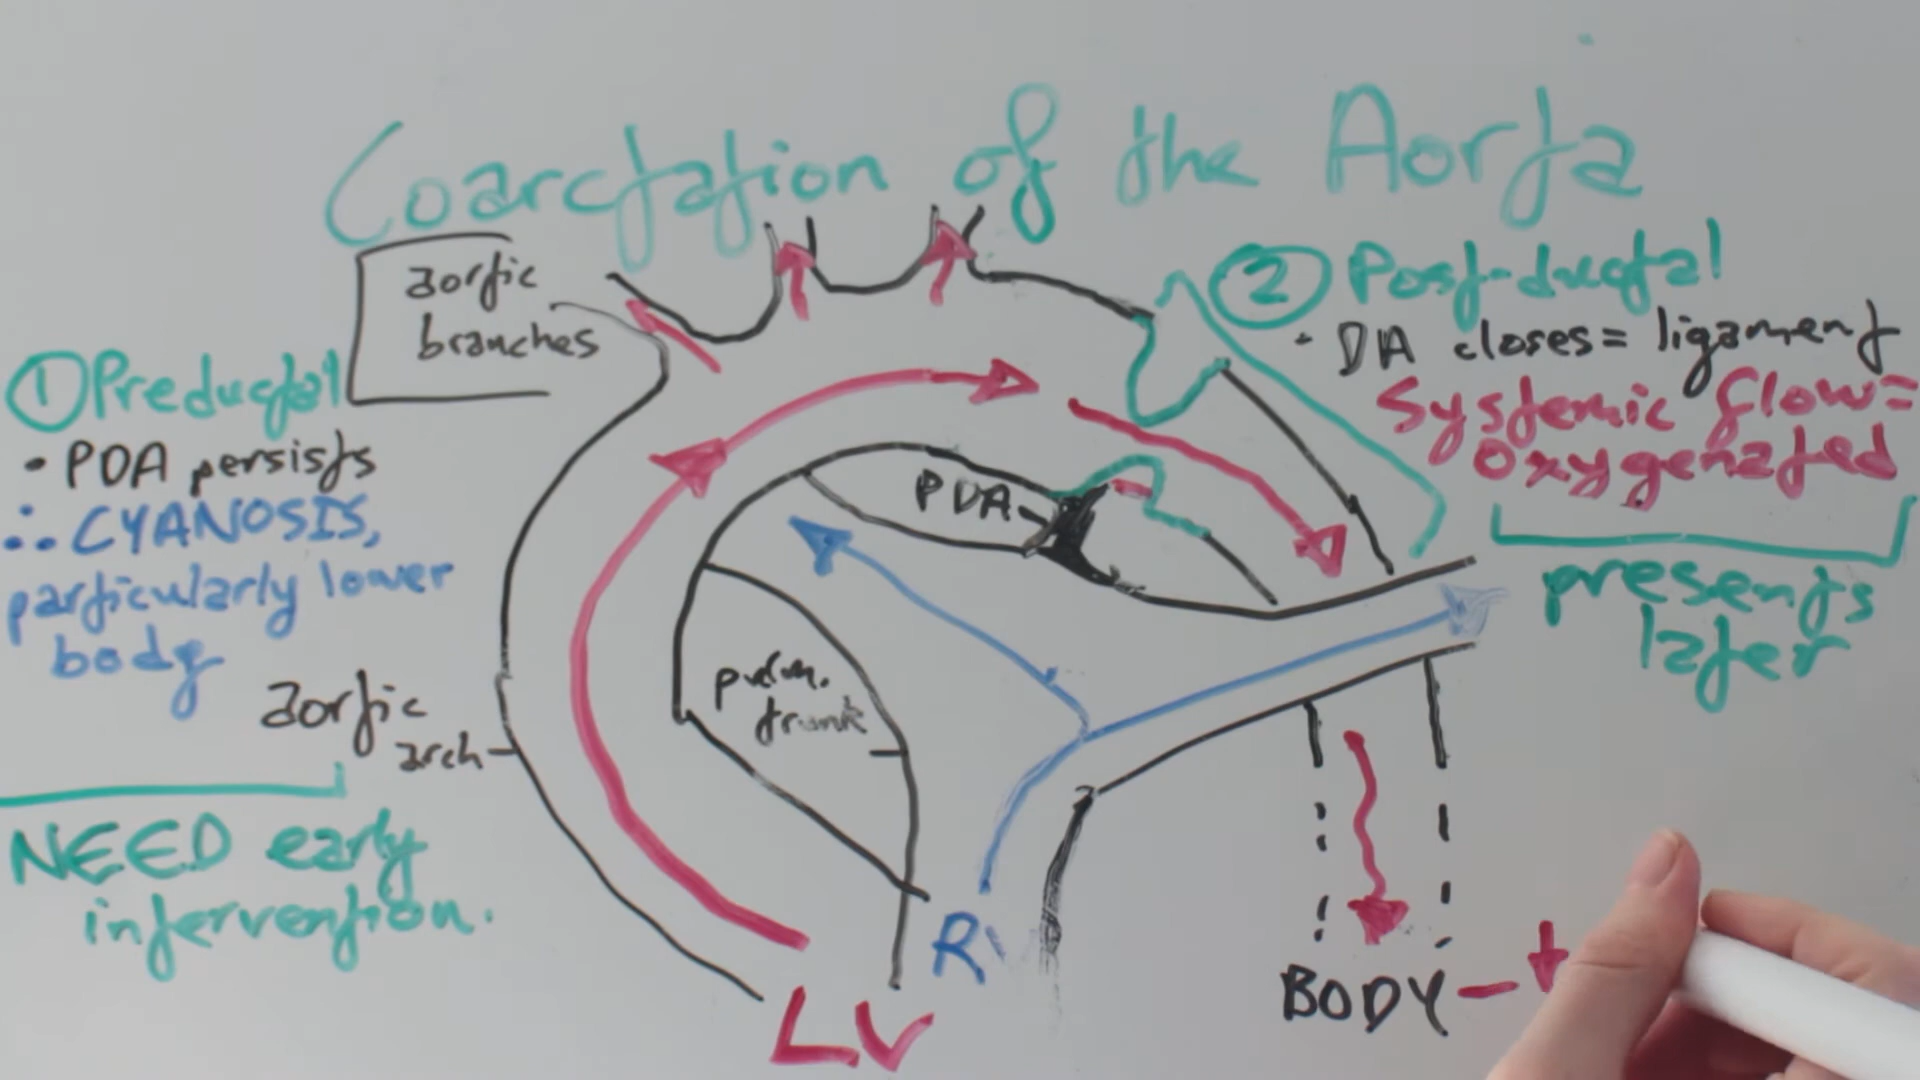 Coarctation of the Aorta
aortic
branches
① Preductal
• PDA persists
∴ CYANOSIS,
particularly lower
body
aortic
arch
NEED early
intervention.
PDA
pulm.
trunk
LV
R
② Post-ductal
• DA closes = ligament
Systemic flow =
oxygenated
presents
later
BODY